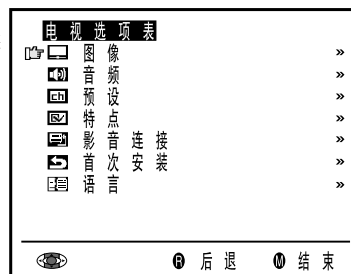 电视选项表
图像 »
音频 »
ch 预设 »
特点 »
影音连接 »
首次安装 »
语言 »
R 后退 M 结束